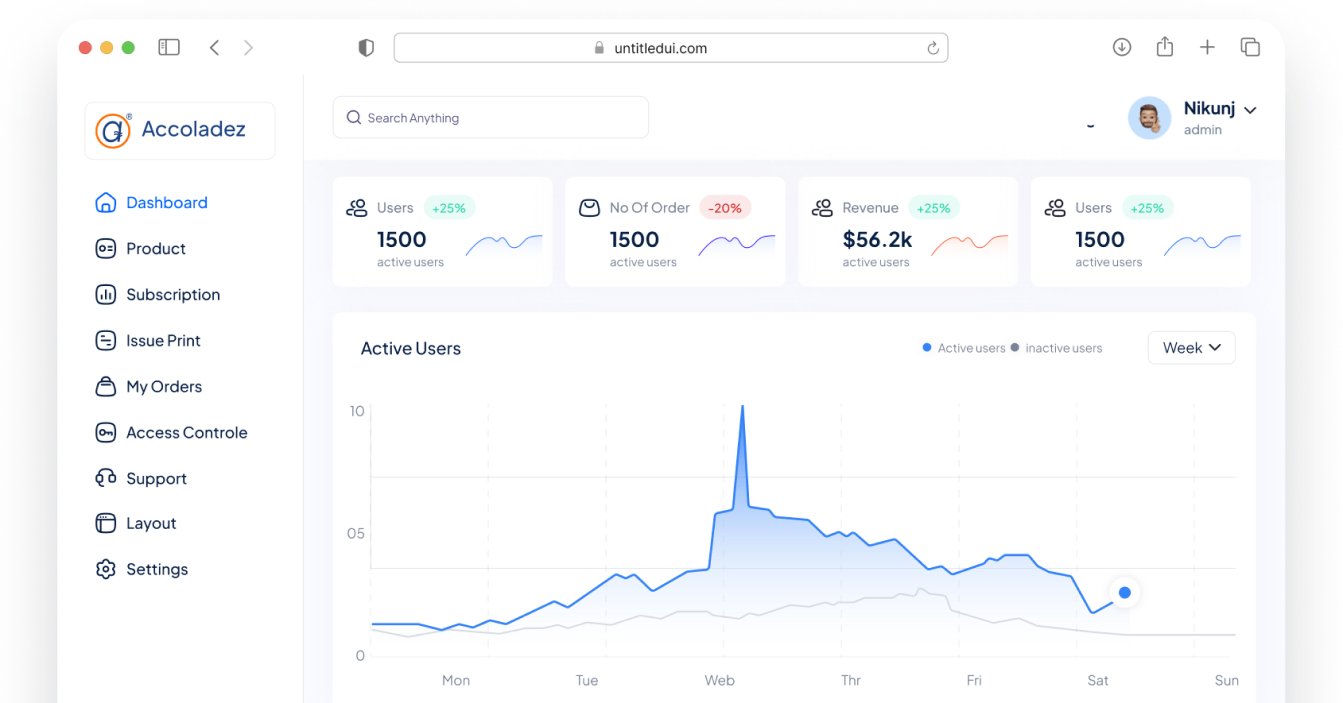 untitledui.com
Accoladez
®
Search Anything
Nikunj
admin
Dashboard
Product
Subscription
Issue Print
My Orders
Access Controle
Support
Layout
Settings
Users +25%
1500
active users
No Of Order -20%
1500
active users
Revenue +25%
$56.2k
active users
Users +25%
1500
active users
Active Users
Active users inactive users
Week
10
05
0
Mon Tue Web Thr Fri Sat Sun